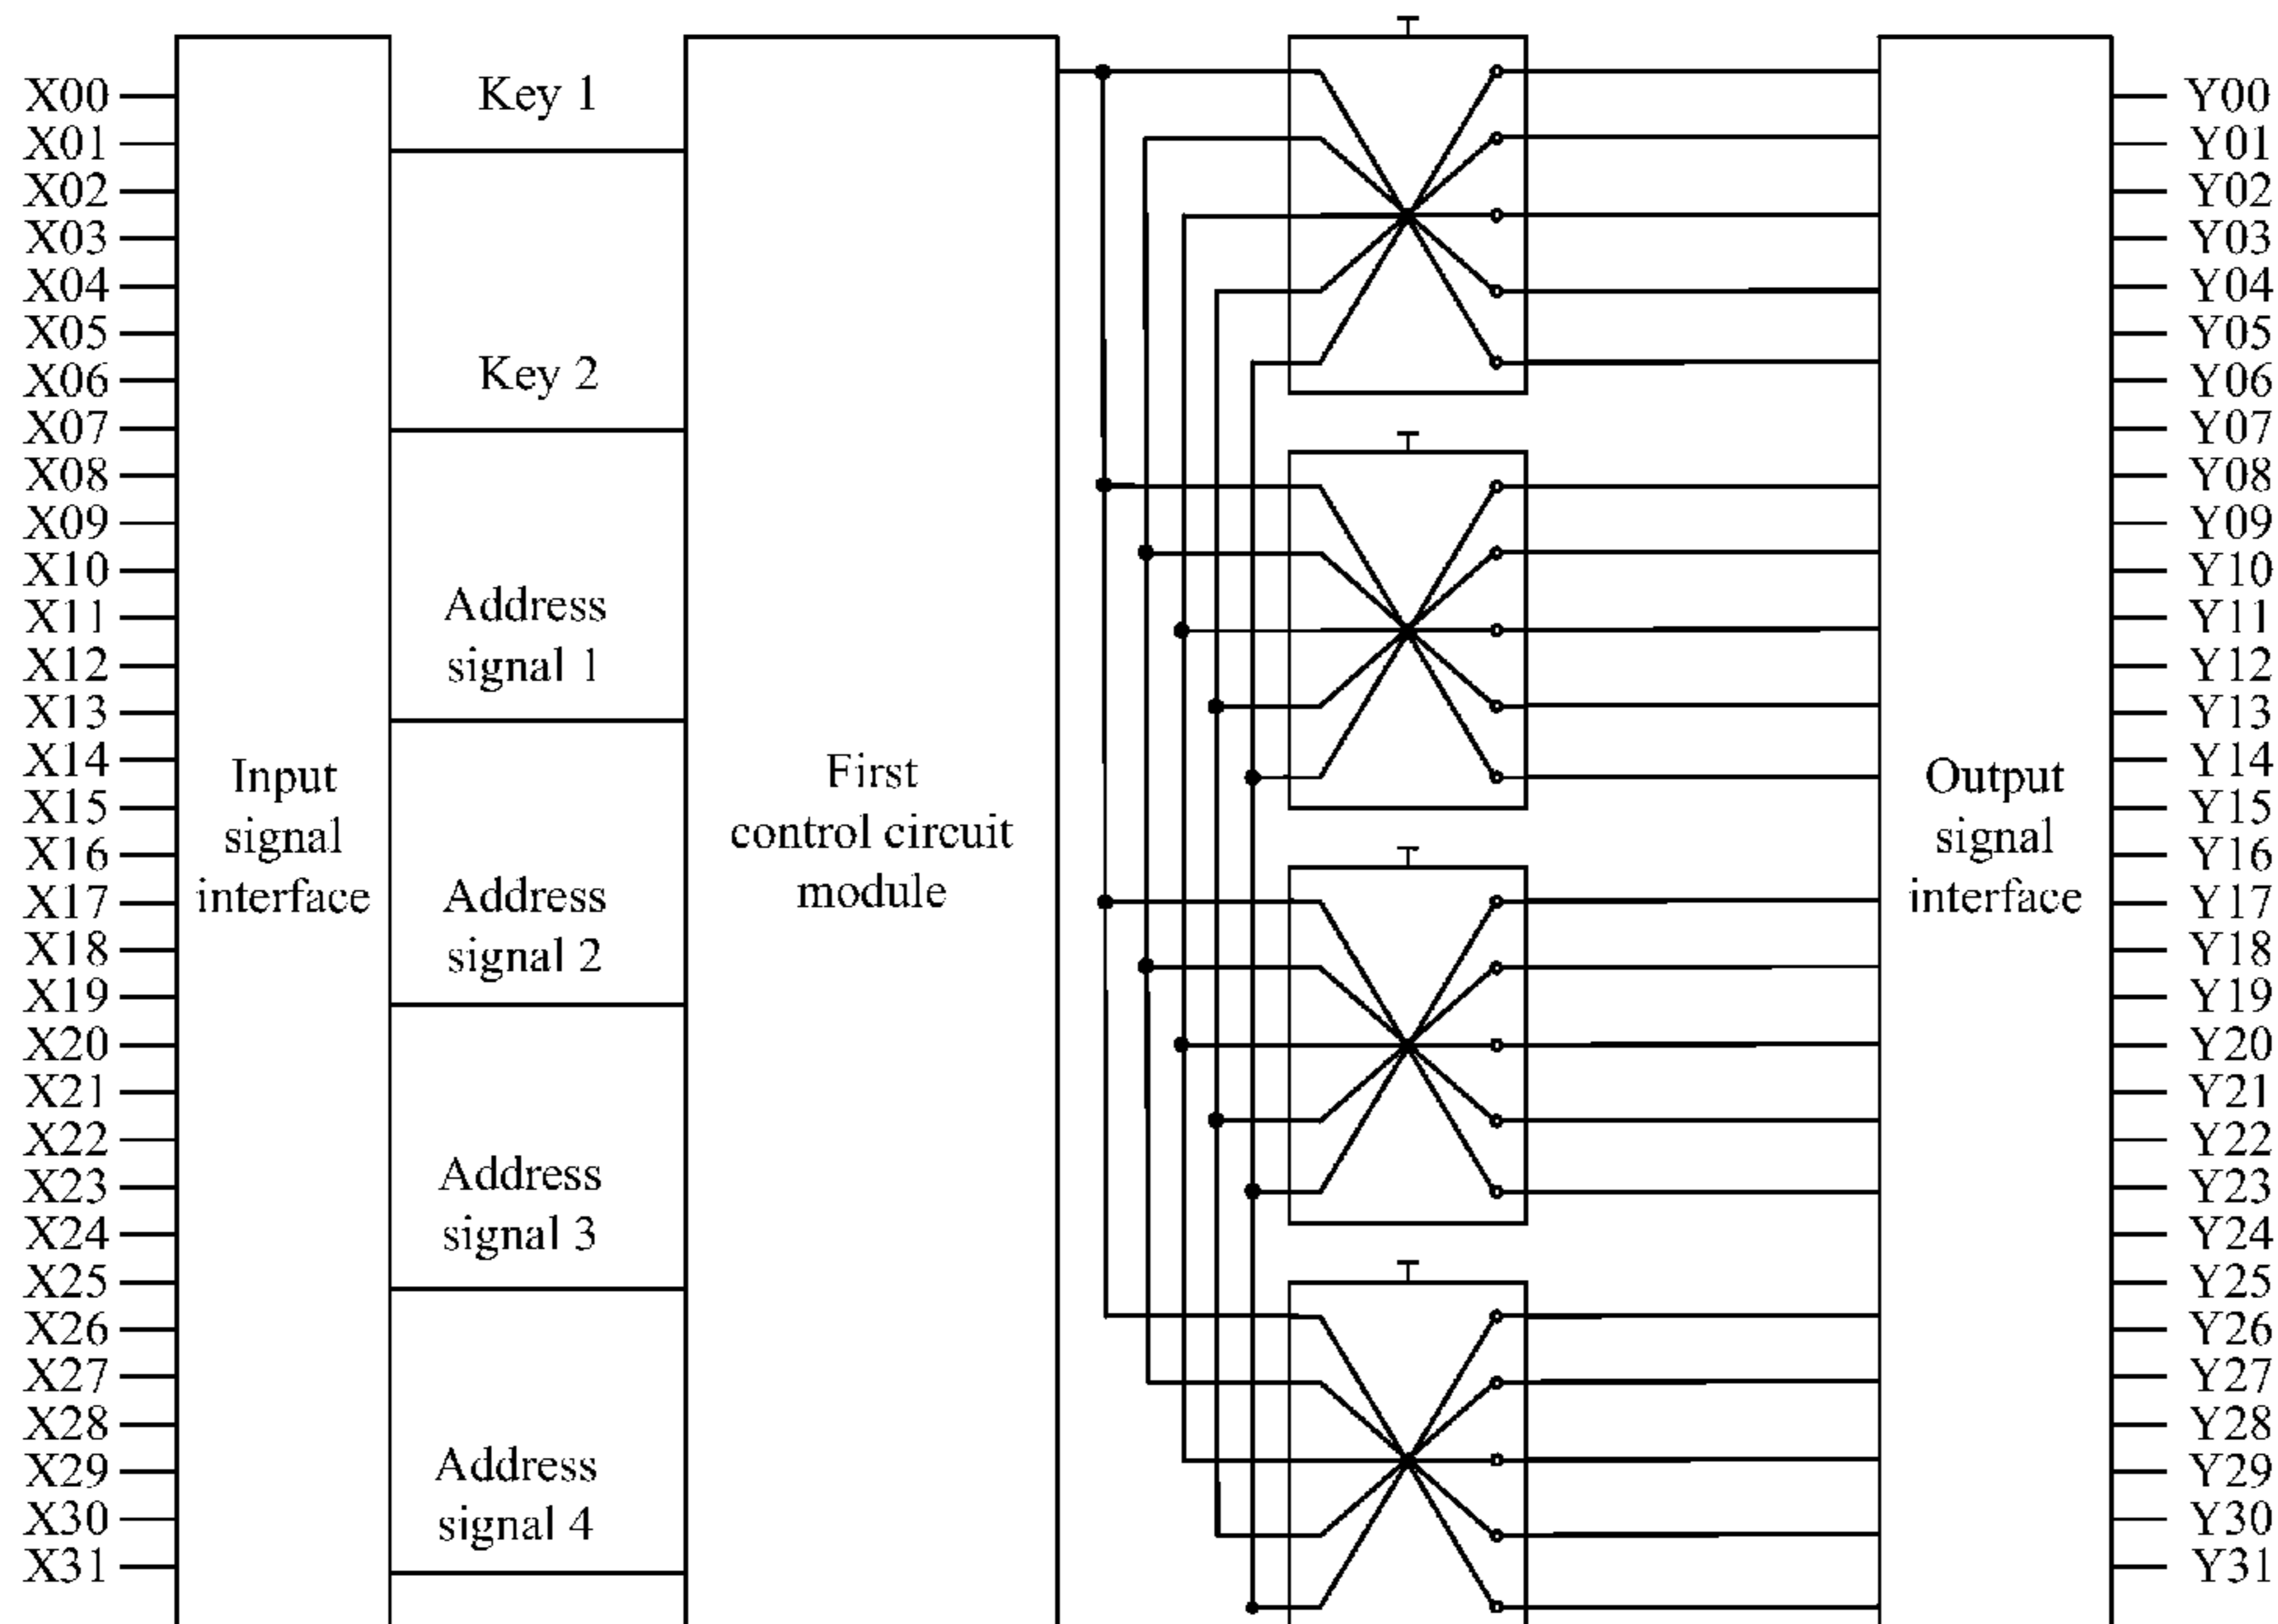 X00
X01
X02
X03
X04
X05
X06
X07
X08
X09
X10
X11
X12
X13
X14
X15
X16
X17
X18
X19
X20
X21
X22
X23
X24
X25
X26
X27
X28
X29
X30
X31
Input
signal
interface
Key 1
Key 2
Address
signal 1
Address
signal 2
Address
signal 3
Address
signal 4
First
control circuit
module
Output
signal
interface
Y00
Y01
Y02
Y03
Y04
Y05
Y06
Y07
Y08
Y09
Y10
Y11
Y12
Y13
Y14
Y15
Y16
Y17
Y18
Y19
Y20
Y21
Y22
Y23
Y24
Y25
Y26
Y27
Y28
Y29
Y30
Y31